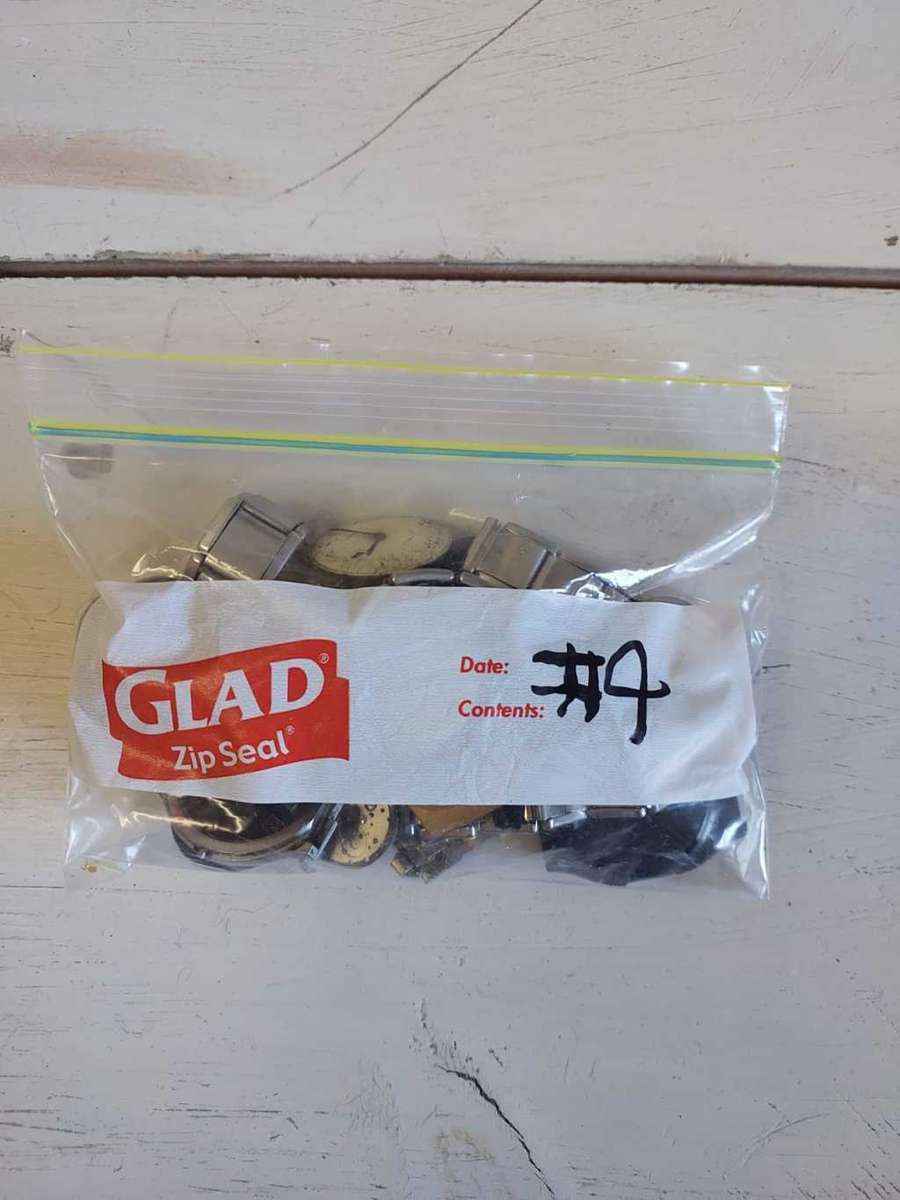 GLAD®
Zip Seal®
Date:
Contents:
#4